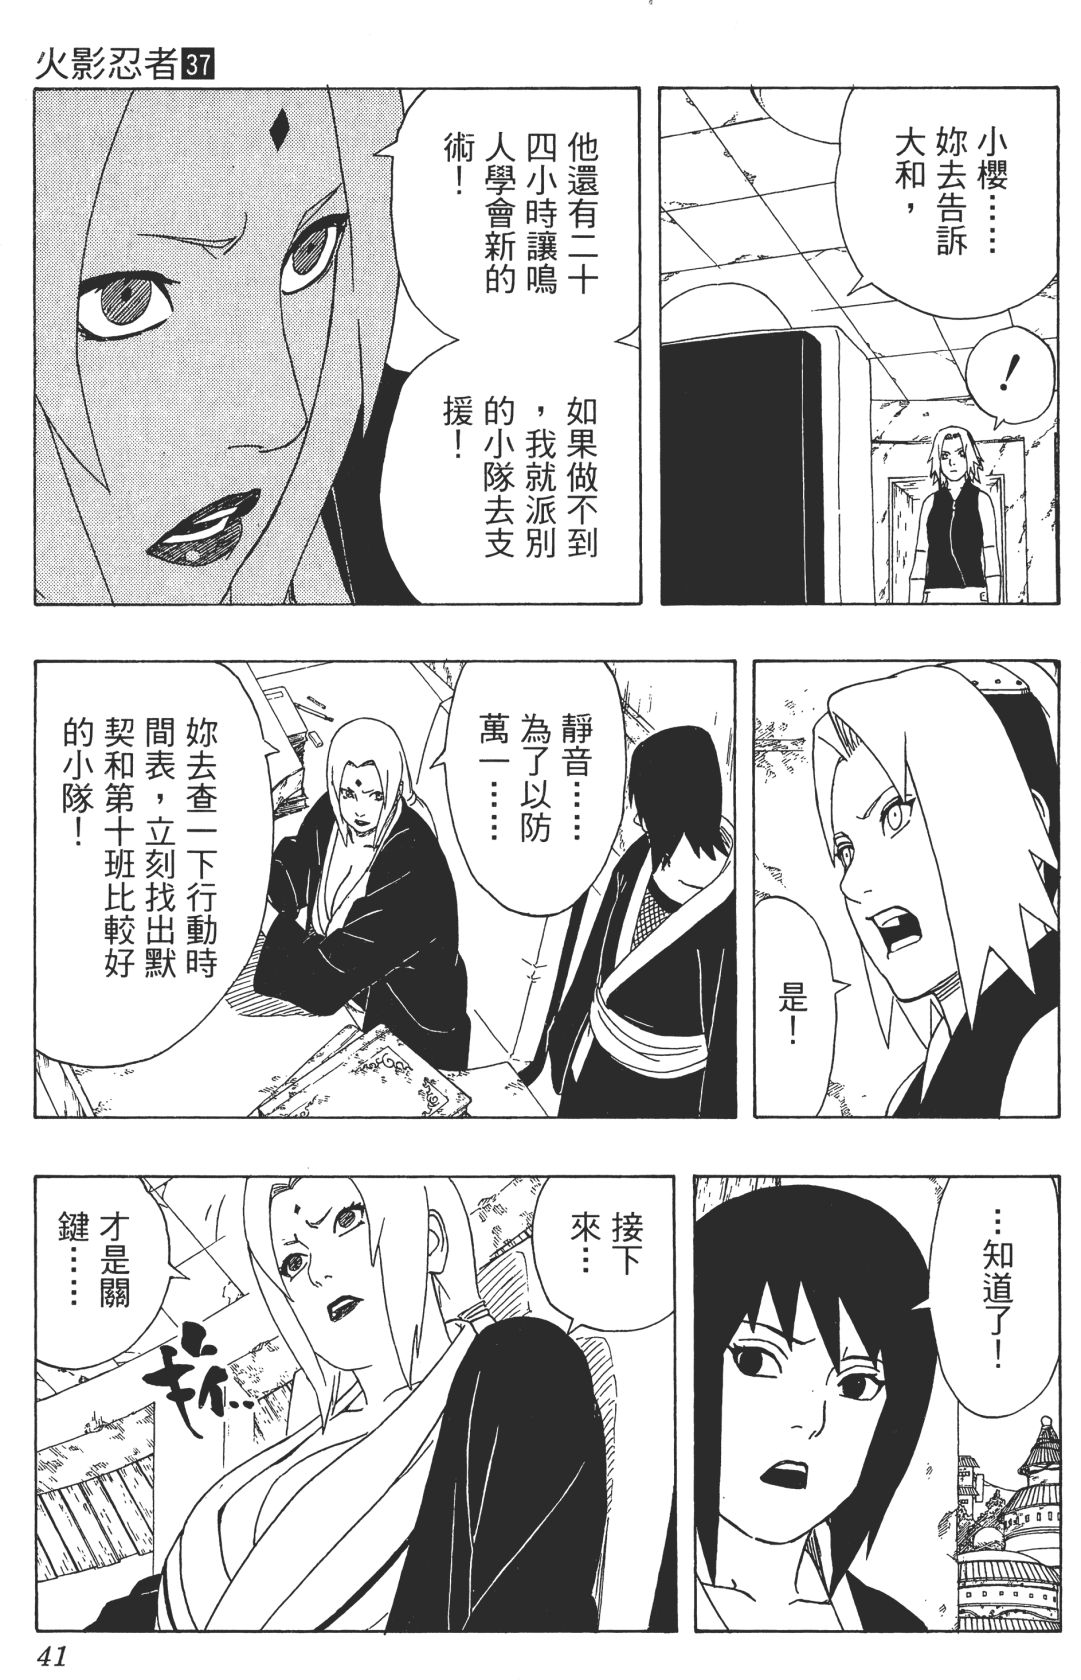 火影忍者37
小櫻……
妳去告訴
大和，
！
他還有二十
四小時讓鳴
人學會新的
術！
如果做不到
，我就派別
的小隊去支
援！
是！
靜音……
為了以防
萬一……
妳去查一下行動時
間表，立刻找出默
契和第十班比較好
的小隊！
…知道了！
接下
來…
才是關
鍵……
41